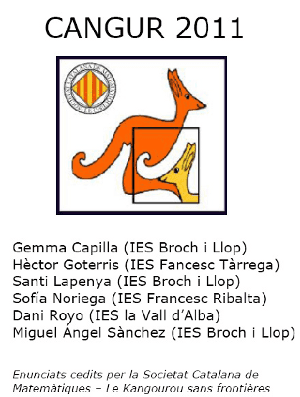 CANGUR 2011
Gemma Capilla (IES Broch i Llop)
Hèctor Goterris (IES Fancesc Tàrrega)
Santi Lapenya (IES Broch i Llop)
Sofía Noriega (IES Francesc Ribalta)
Dani Royo (IES la Vall d'Alba)
Miguel Ángel Sànchez (IES Broch i Llop)
Enunciats cedits per la Societat Catalana de
Matemàtiques – Le Kangourou sans frontières